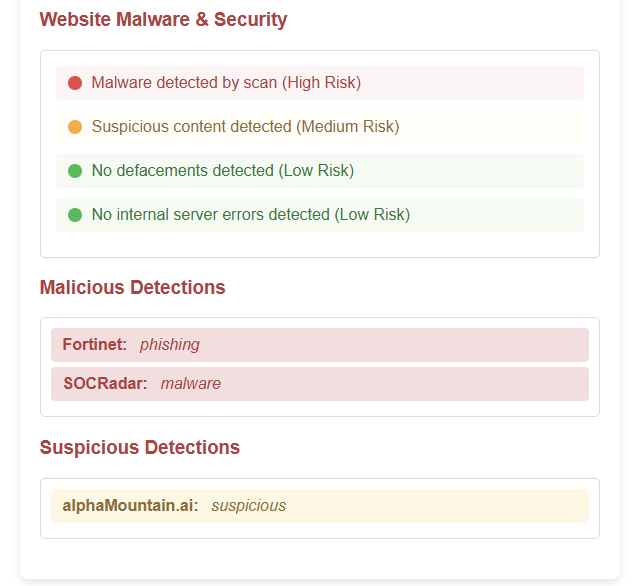 Website Malware & Security
Malware detected by scan (High Risk)
Suspicious content detected (Medium Risk)
No defacements detected (Low Risk)
No internal server errors detected (Low Risk)
Malicious Detections
Fortinet: phishing
SOCRadar: malware
Suspicious Detections
alphaMountain.ai: suspicious